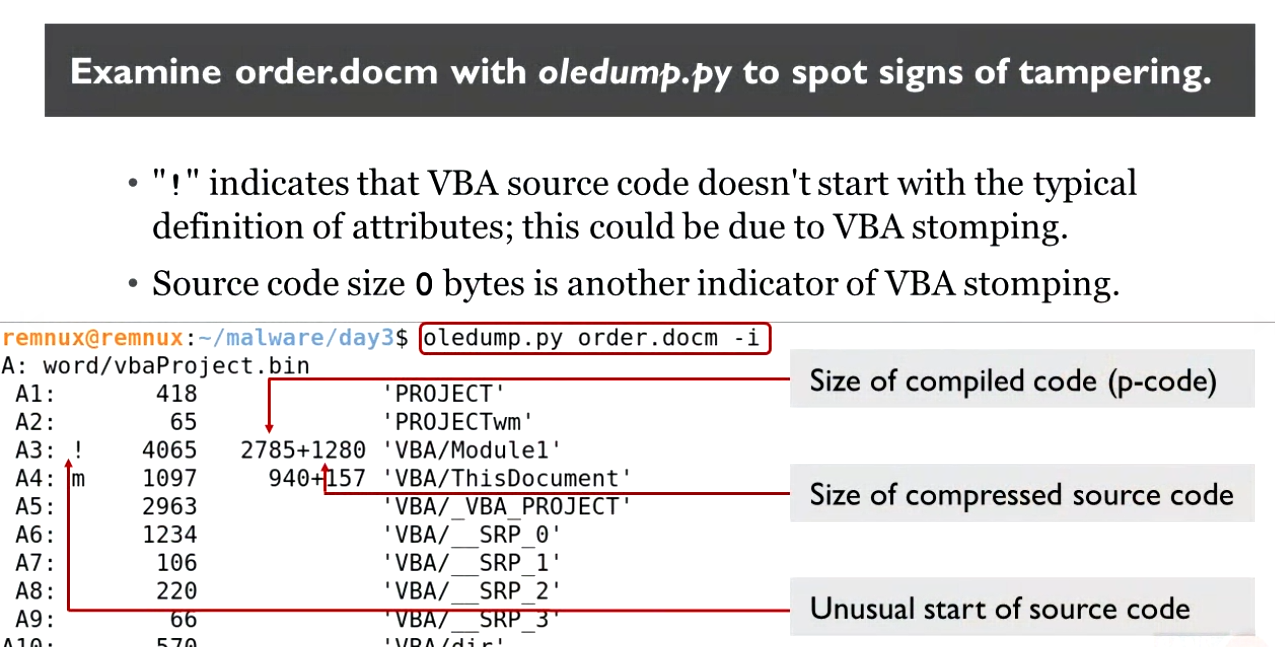 Examine order.docm with oledump.py to spot signs of tampering.
• "!" indicates that VBA source code doesn't start with the typical
definition of attributes; this could be due to VBA stomping.
• Source code size 0 bytes is another indicator of VBA stomping.
remnux@remnux:~/malware/day3$ oledump.py order.docm -i
A: word/vbaProject.bin
A1: 418 'PROJECT'
A2: 65 'PROJECTwm'
A3: ! 4065 2785+1280 'VBA/Module1'
A4: m 1097 940+157 'VBA/ThisDocument'
A5: 2963 'VBA/_VBA_PROJECT'
A6: 1234 'VBA/__SRP_0'
A7: 106 'VBA/__SRP_1'
A8: 220 'VBA/__SRP_2'
A9: 66 'VBA/__SRP_3'
A10: 570 'VBA/dir'
Size of compiled code (p-code)
Size of compressed source code
Unusual start of source code